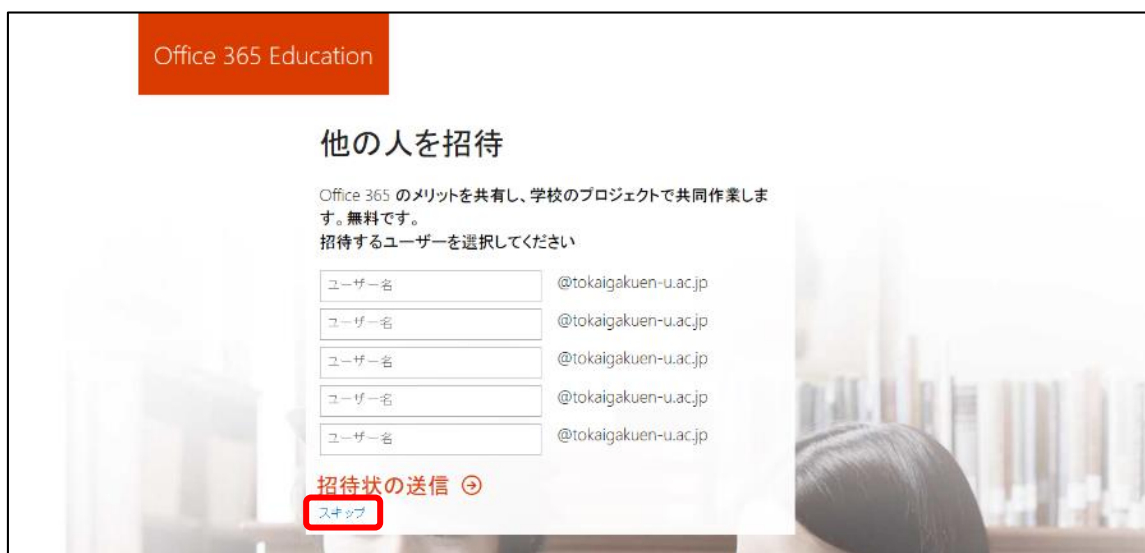 Office 365 Education
他の人を招待
Office 365 のメリットを共有し、学校のプロジェクトで共同作業しま
す。無料です。
招待するユーザーを選択してください
ユーザー名 @tokaigakuen-u.ac.jp
ユーザー名 @tokaigakuen-u.ac.jp
ユーザー名 @tokaigakuen-u.ac.jp
ユーザー名 @tokaigakuen-u.ac.jp
ユーザー名 @tokaigakuen-u.ac.jp
招待状の送信
スキップ